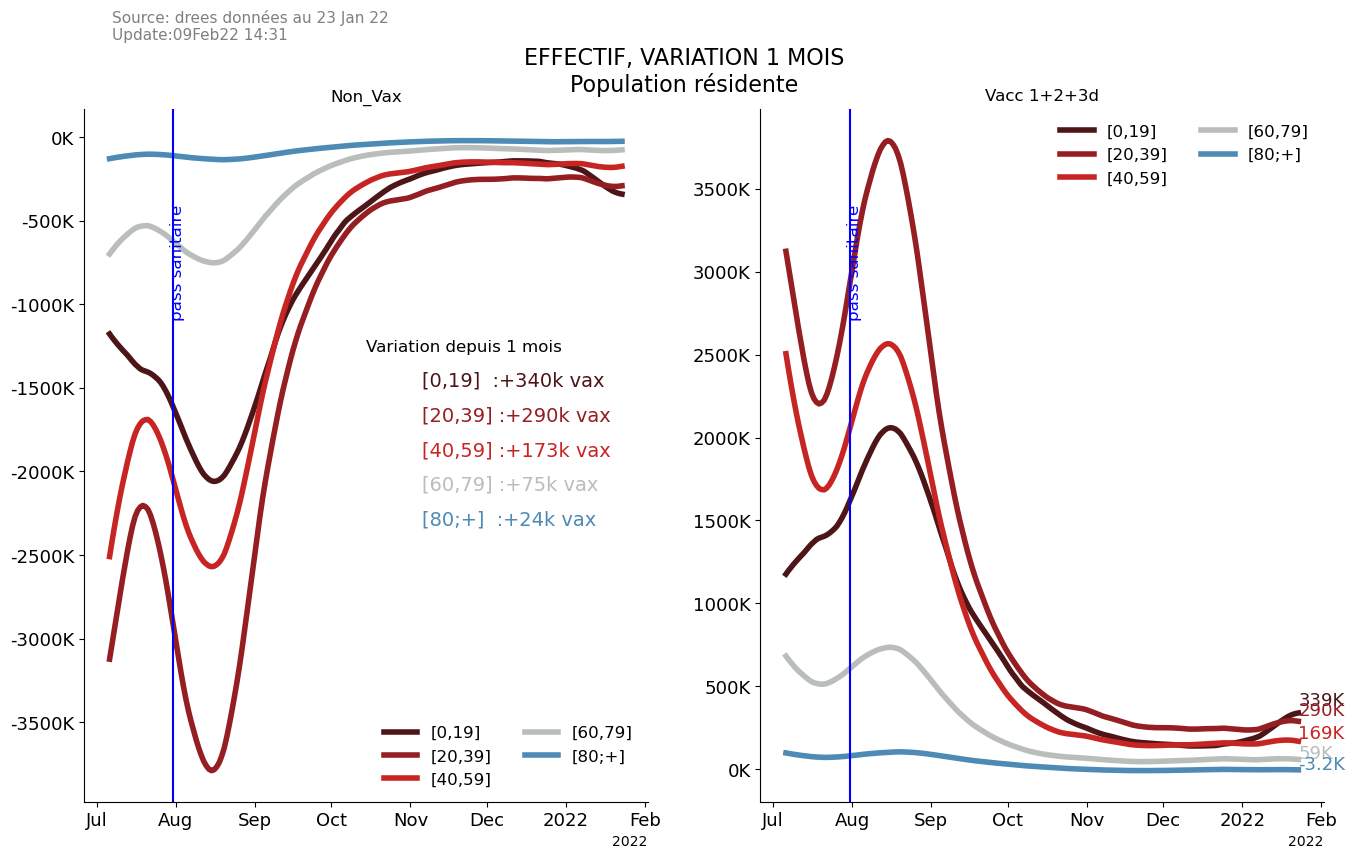 Source: drees données au 23 Jan 22
Update:09Feb22 14:31
EFFECTIF, VARIATION 1 MOIS
Population résidente
Non_Vax
0K
-500K
-1000K
-1500K
-2000K
-2500K
-3000K
-3500K
pass sanitaire
Variation depuis 1 mois
[0,19]  :+340k vax
[20,39] :+290k vax
[40,59] :+173k vax
[60,79] :+75k vax
[80;+]  :+24k vax
[0,19]
[20,39]
[40,59]
[60,79]
[80;+]
Jul Aug Sep Oct Nov Dec 2022 Feb
2022
Vacc 1+2+3d
[0,19]
[20,39]
[40,59]
[60,79]
[80;+]
3500K
3000K
2500K
2000K
1500K
1000K
500K
0K
pass sanitaire
339K
290K
169K
59K
-3.2K
Jul Aug Sep Oct Nov Dec 2022 Feb
2022